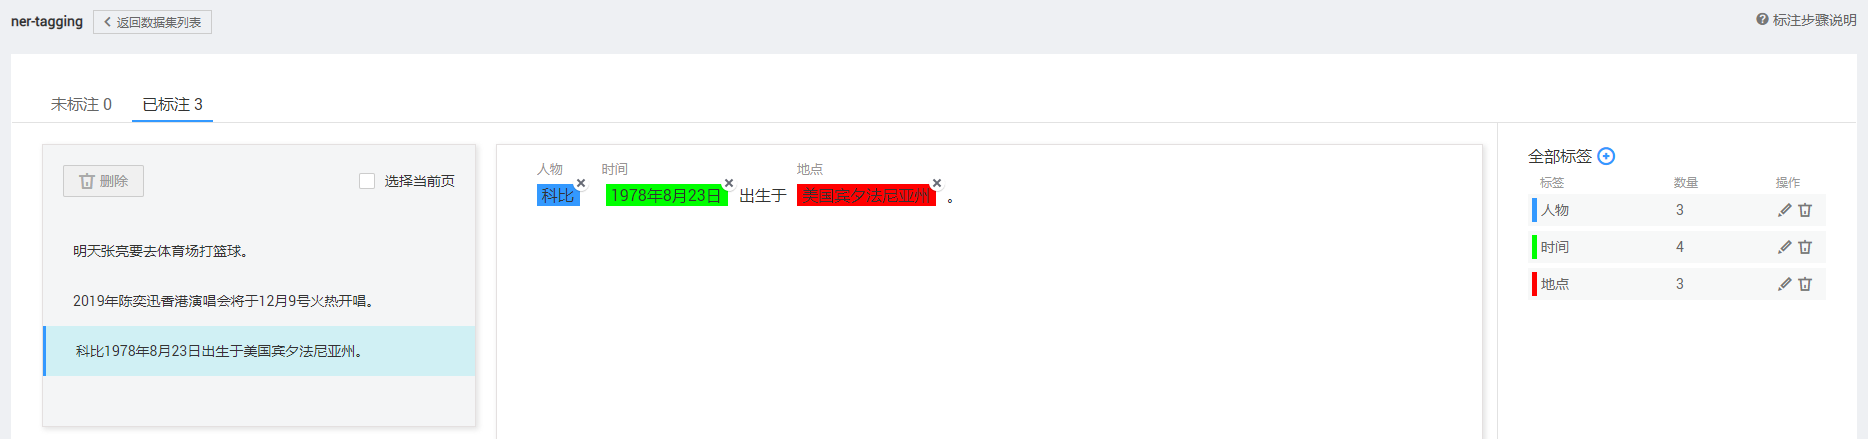 ner-tagging 返回数据集列表
标注步骤说明
未标注 0 已标注 3
删除 选择当前页
明天张亮要去体育场打篮球。
2019年陈奕迅香港演唱会将于12月9号火热开唱。
科比1978年8月23日出生于美国宾夕法尼亚州。
人物 时间 地点
科比 1978年8月23日 出生于 美国宾夕法尼亚州 。
全部标签
标签 数量 操作
人物 3
时间 4
地点 3